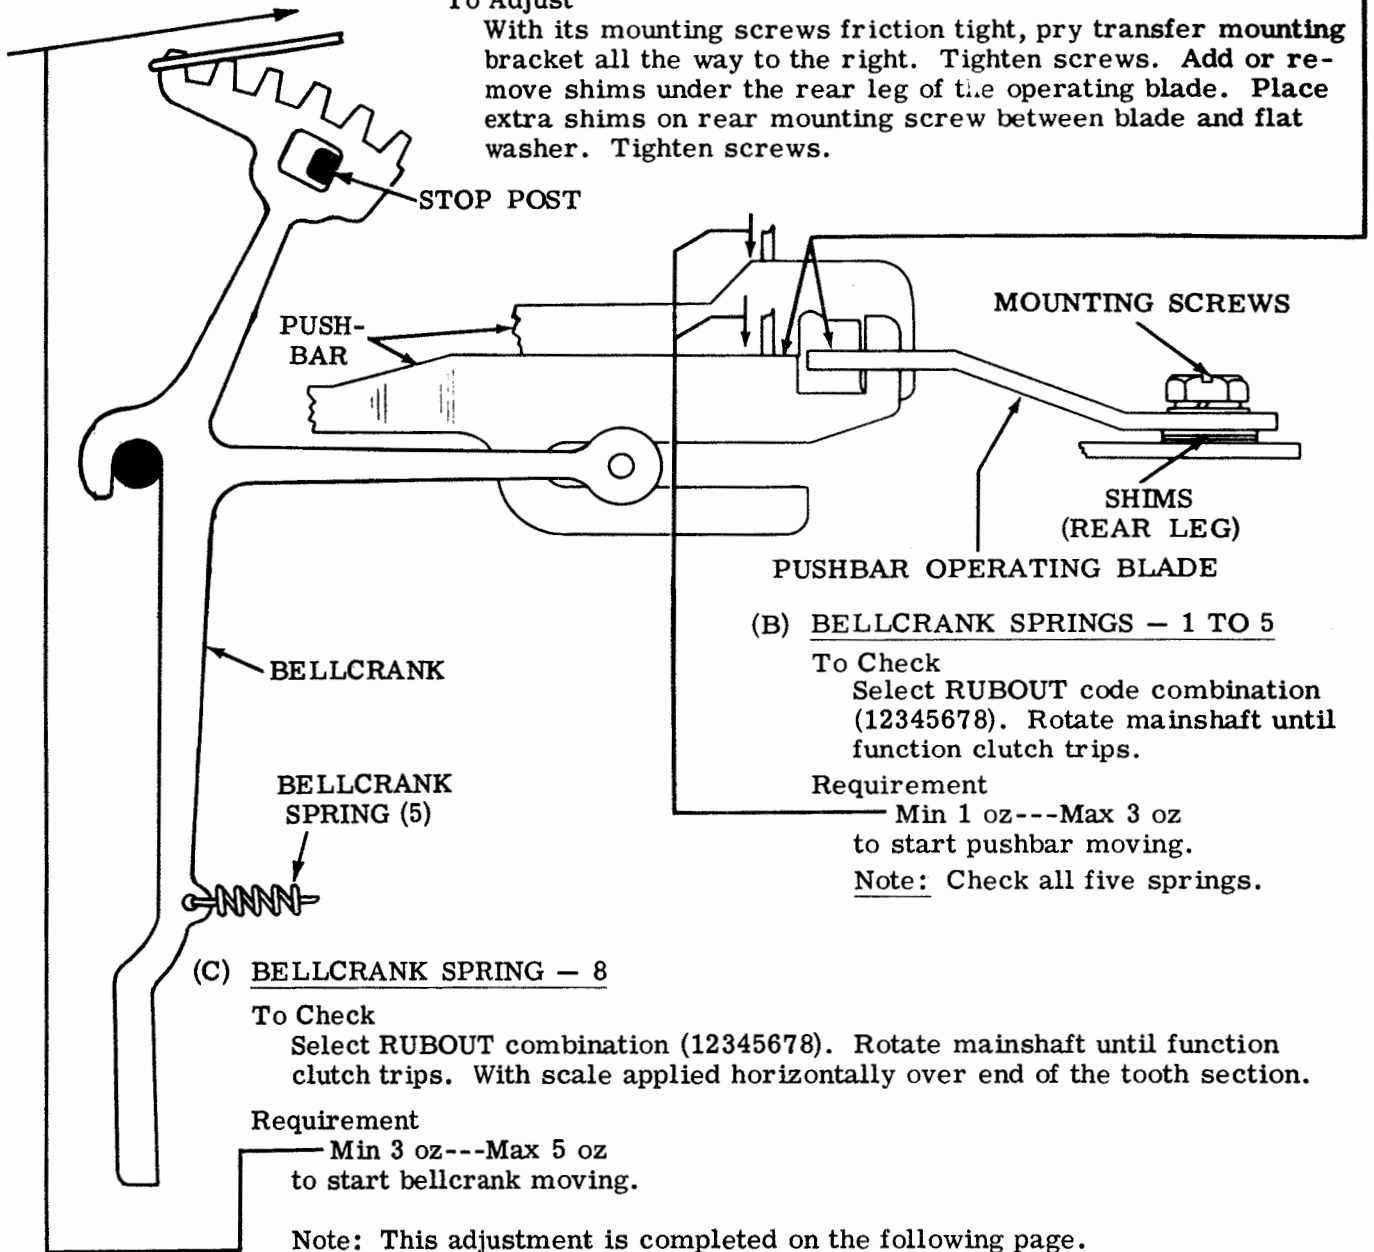 To Adjust
With its mounting screws friction tight, pry transfer mounting
bracket all the way to the right. Tighten screws. Add or re-
move shims under the rear leg of the operating blade. Place
extra shims on rear mounting screw between blade and flat
washer. Tighten screws.
STOP POST
PUSH-
BAR
MOUNTING SCREWS
SHIMS
(REAR LEG)
PUSHBAR OPERATING BLADE
BELLCRANK
BELLCRANK
SPRING (5)
(B) BELLCRANK SPRINGS — 1 TO 5
To Check
Select RUBOUT code combination
(12345678). Rotate mainshaft until
function clutch trips.
Requirement
Min 1 oz---Max 3 oz
to start pushbar moving.
Note: Check all five springs.
(C) BELLCRANK SPRING — 8
To Check
Select RUBOUT combination (12345678). Rotate mainshaft until function
clutch trips. With scale applied horizontally over end of the tooth section.
Requirement
Min 3 oz---Max 5 oz
to start bellcrank moving.
Note: This adjustment is completed on the following page.